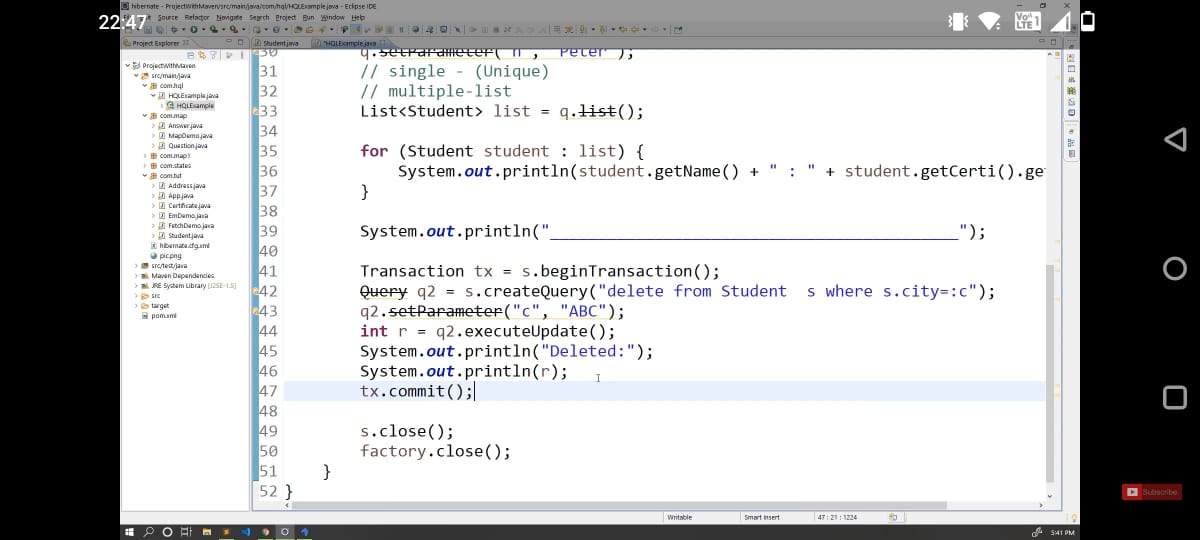 hibernate - ProjectWithMaven/src/main/java/com/hql/HQLExample.java - Eclipse IDE
22:47
Source Refactor Navigate Search Project Run Window Help
Vo) LTE 1
Project Explorer
Student.java
*HQLExample.java
ProjectWithMaven
src/main/java
com.hql
HQLExample.java
HQLExample
com.map
Answer.java
MapDemo.java
Question.java
com.map1
com.states
com.tut
Address.java
App.java
Certificate.java
EmDemo.java
FetchDemo.java
Student.java
hibernate.cfg.xml
pic.png
src/test/java
Maven Dependencies
JRE System Library [J2SE-1.5]
src
target
pom.xml
30 q.setParameter("n", "Peter");
31 // single - (Unique)
32 // multiple-list
33 List<Student> list = q.list();
34
35 for (Student student : list) {
36 System.out.println(student.getName() + " : " + student.getCerti().ge
37 }
38
39 System.out.println("___________________________________________");
40
41 Transaction tx = s.beginTransaction();
42 Query q2 = s.createQuery("delete from Student  s where s.city=:c");
43 q2.setParameter("c", "ABC");
44 int r = q2.executeUpdate();
45 System.out.println("Deleted:");
46 System.out.println(r);
47 tx.commit();
48
49 s.close();
50 factory.close();
51 }
52 }
Subscribe
Writable Smart Insert 47 : 21 : 1224
5:41 PM